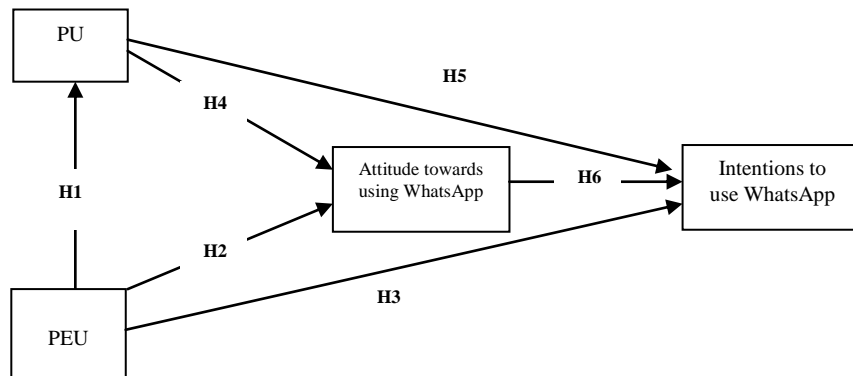 PU
H5
H4
Attitude towards
using WhatsApp
H6
Intentions to
use WhatsApp
H1
H2
H3
PEU